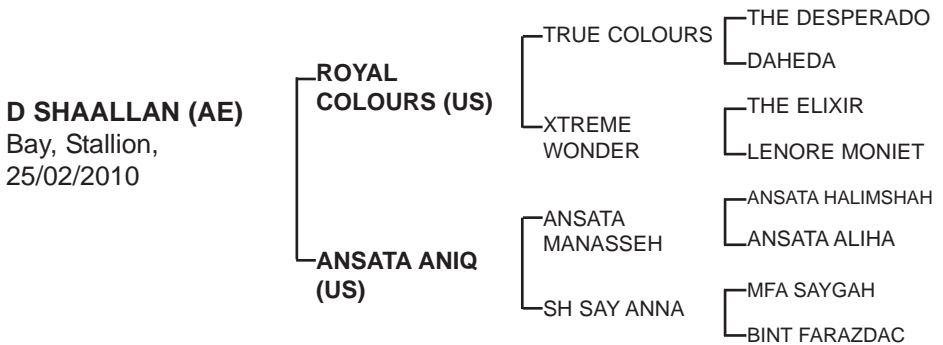 D SHAALLAN (AE)
Bay, Stallion,
25/02/2010
ROYAL
COLOURS (US)
ANSATA ANIQ
(US)
TRUE COLOURS
XTREME
WONDER
ANSATA
MANASSEH
SH SAY ANNA
THE DESPERADO
DAHEDA
THE ELIXIR
LENORE MONIET
ANSATA HALIMSHAH
ANSATA ALIHA
MFA SAYGAH
BINT FARAZDAC